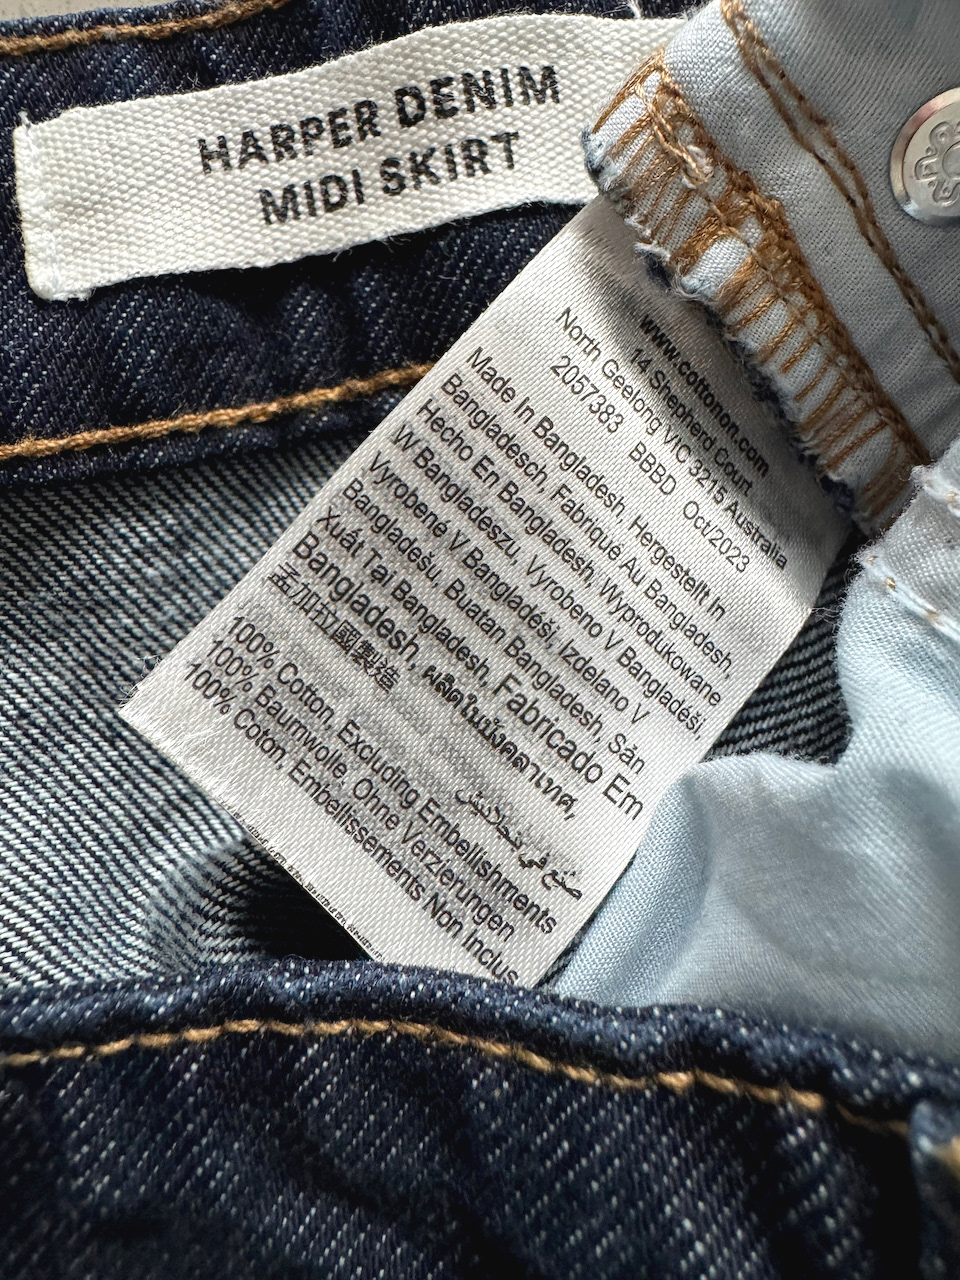 HARPER DENIM
MIDI SKIRT
www.cottonon.com
14 Shepherd Court
North Geelong VIC 3215 Australia
2057383 BBBD Oct/2023
Made In Bangladesh, Hergestellt In
Bangladesch, Fabriqué Au Bangladesh,
Hecho En Bangladesh, Wyprodukowane
W Bangladeszu, Vyrobeno V Bangladéši,
Vyrobené V Bangladéši, Izdelano V
Bangladešu, Buatan Bangladesh, Sản
Xuất Tại Bangladesh, Fabricado Em
Bangladesh, ผลิตในบังคลาเทศ,
孟加拉國製造
صنع في بنجلاديش
100% Cotton, Excluding Embellishments
100% Baumwolle, Ohne Verzierungen
100% Coton, Embellissements Non Inclus